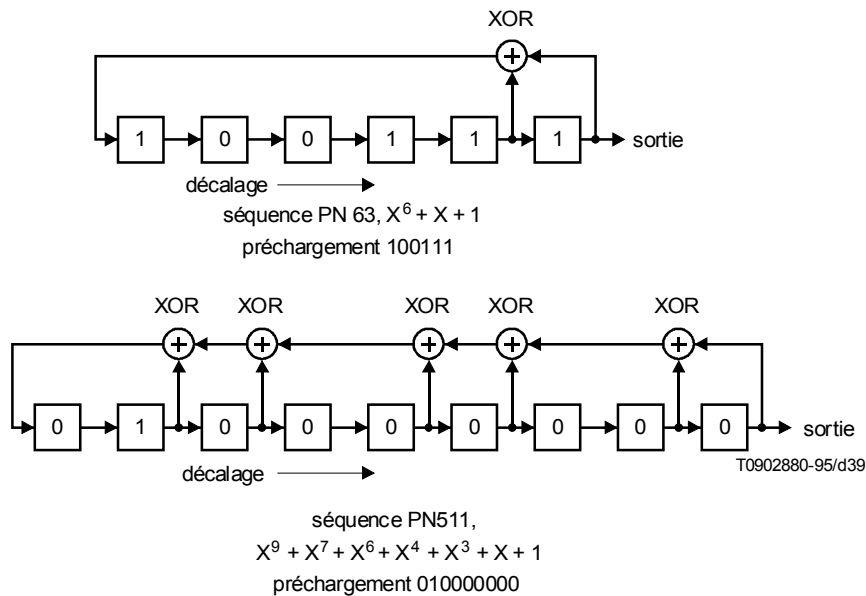 XOR
1 0 0 1 1 1 sortie
décalage
séquence PN 63, X⁶ + X + 1
préchargement 100111
XOR XOR XOR XOR XOR
0 1 0 0 0 0 0 0 0 sortie
T0902880-95/d39
décalage
séquence PN511,
X⁹ + X⁷ + X⁶ + X⁴ + X³ + X + 1
préchargement 010000000